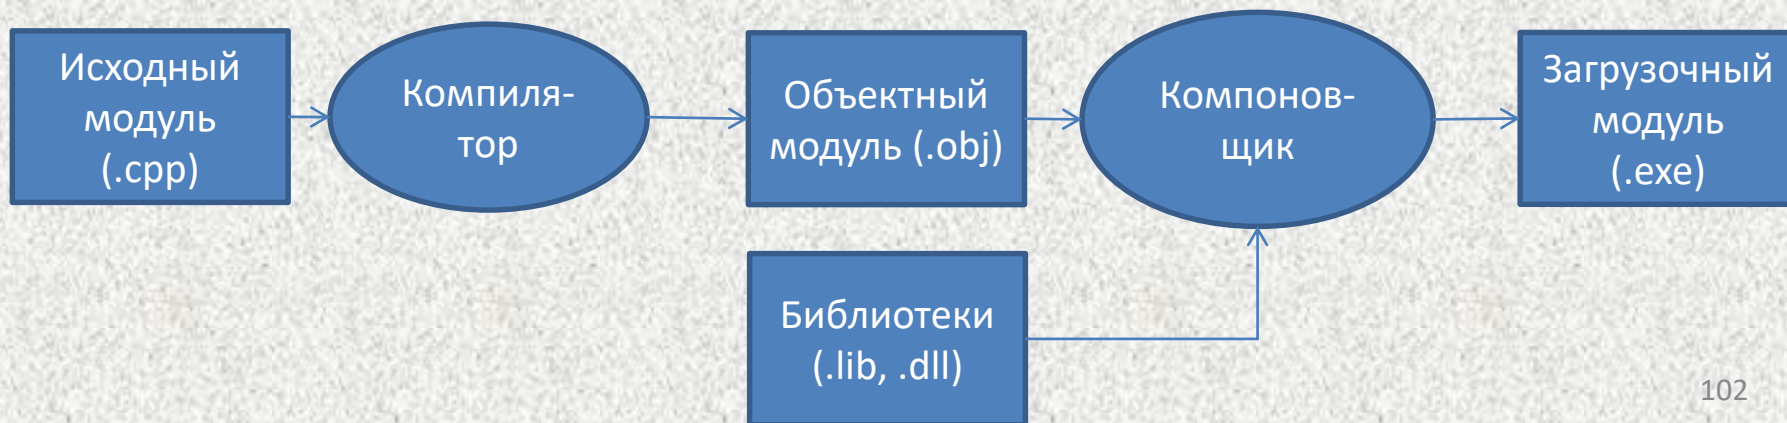 Исходный
модуль
(.cpp)
Компиля-
тор
Объектный
модуль (.obj)
Компонов-
щик
Загрузочный
модуль
(.exe)
Библиотеки
(.lib, .dll)
102